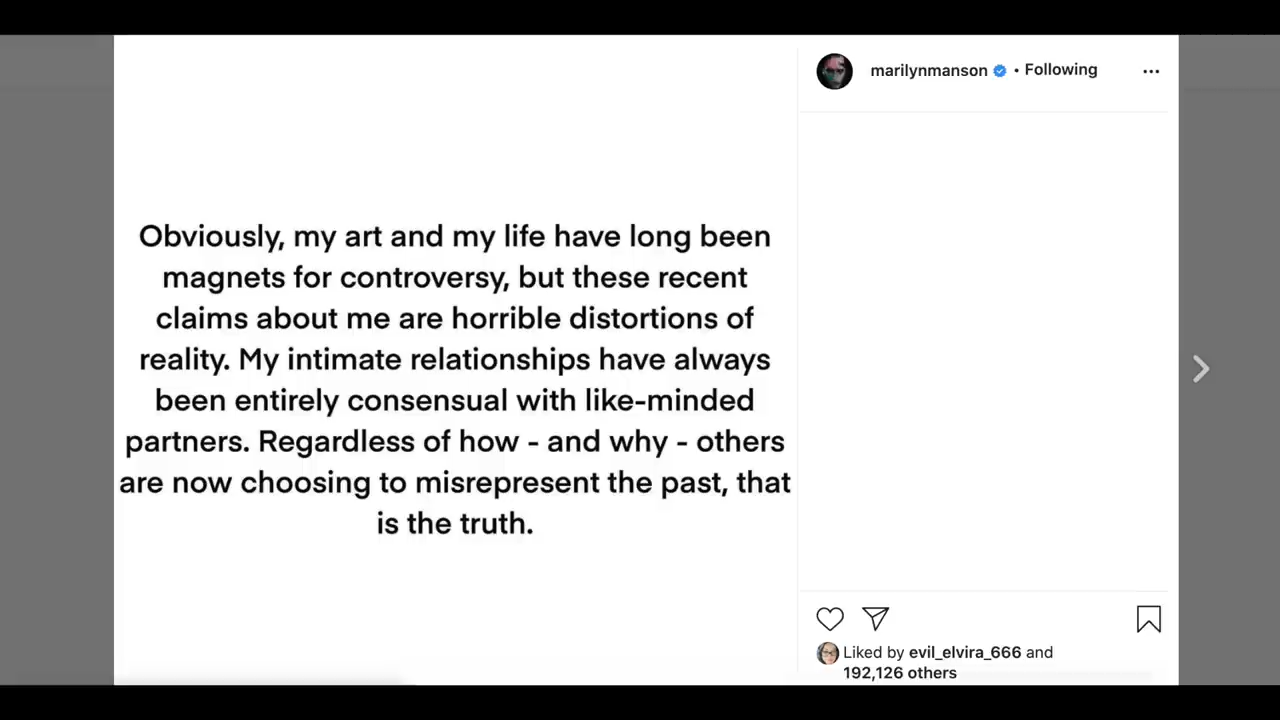 marilynmanson • Following
Obviously, my art and my life have long been
magnets for controversy, but these recent
claims about me are horrible distortions of
reality. My intimate relationships have always
been entirely consensual with like-minded
partners. Regardless of how - and why - others
are now choosing to misrepresent the past, that
is the truth.
Liked by evil_elvira_666 and
192,126 others